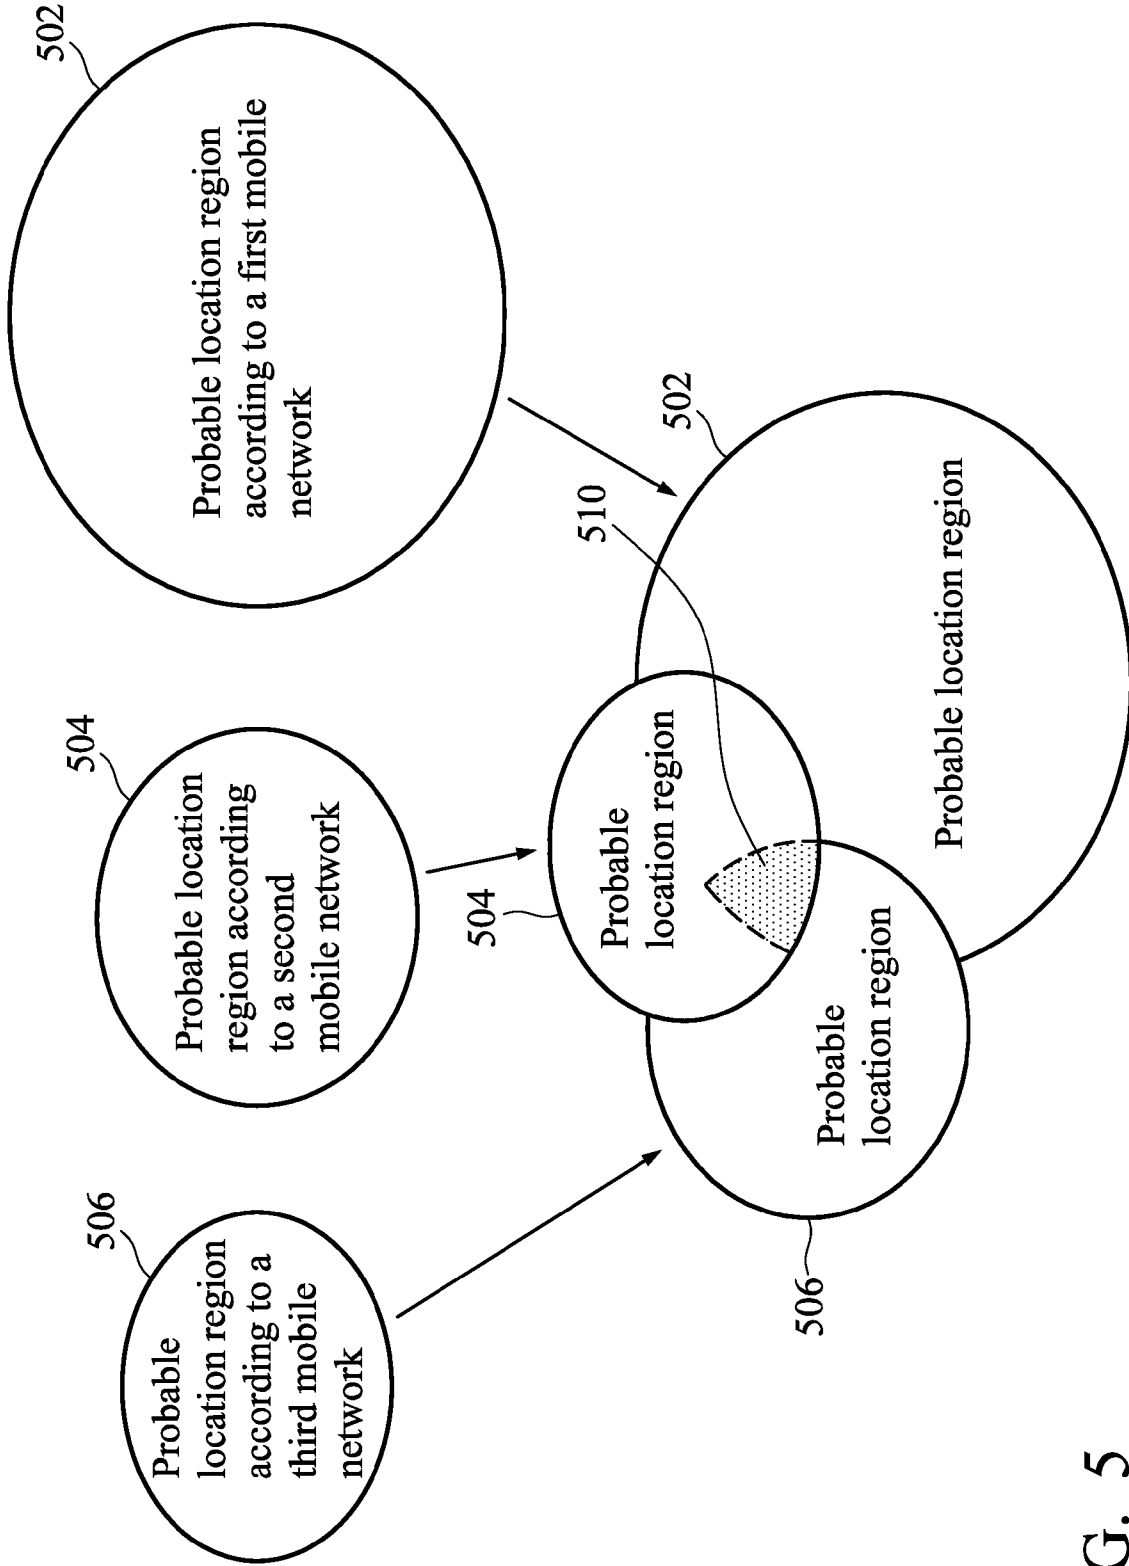 506
Probable
location region
according to a
third mobile
network
504
Probable location
region according
to a second
mobile network
502
Probable location region
according to a first mobile
network
504
Probable
location region
510
502
506
Probable
location region
Probable location region
G. 5